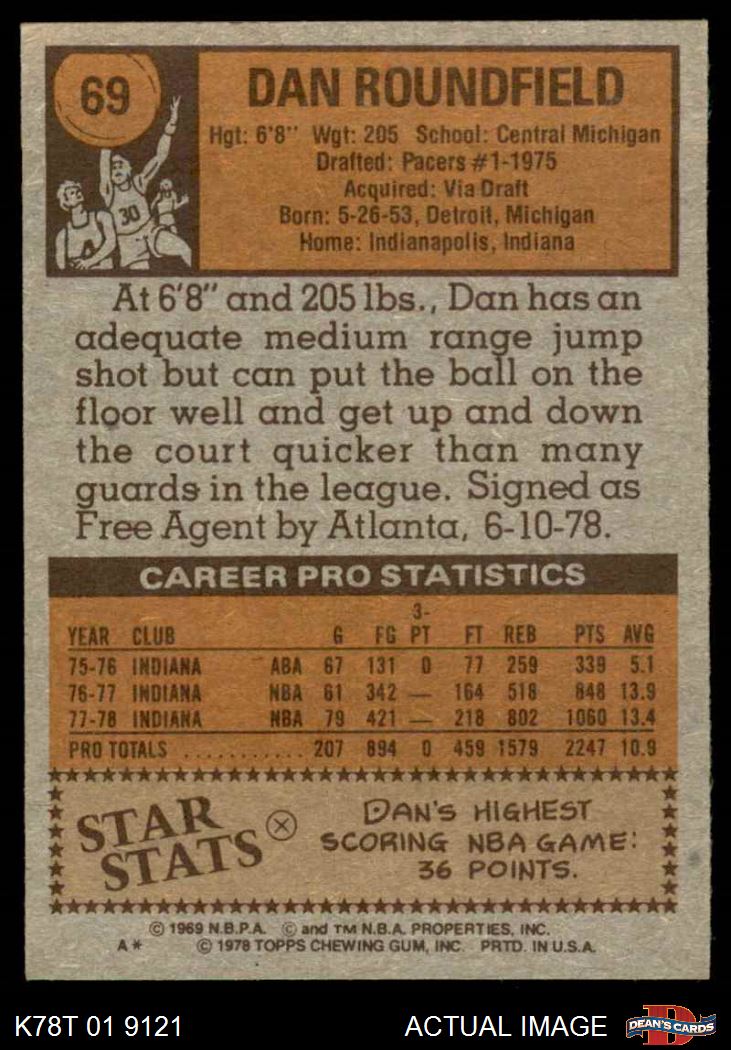 69
DAN ROUNDFIELD
Hgt: 6'8" Wgt: 205 School: Central Michigan
Drafted: Pacers #1-1975
Acquired: Via Draft
Born: 5-26-53, Detroit, Michigan
Home: Indianapolis, Indiana
30
At 6'8" and 205 lbs., Dan has an
adequate medium range jump
shot but can put the ball on the
floor well and get up and down
the court quicker than many
guards in the league. Signed as
Free Agent by Atlanta, 6-10-78.
CAREER PRO STATISTICS
YEAR CLUB G FG 3-PT FT REB PTS AVG
75-76 INDIANA ABA 67 131 0 77 259 339 5.1
76-77 INDIANA NBA 61 342 — 164 518 848 13.9
77-78 INDIANA NBA 79 421 — 218 802 1060 13.4
PRO TOTALS ........... 207 894 0 459 1579 2247 10.9
STAR STATS
DAN'S HIGHEST
SCORING NBA GAME:
36 POINTS.
© 1969 N.B.P.A. © and TM N.B.A. PROPERTIES, INC.
A* © 1978 TOPPS CHEWING GUM, INC. PRTD. IN U.S.A.
K78T 01 9121 ACTUAL IMAGE DEAN'S CARDS